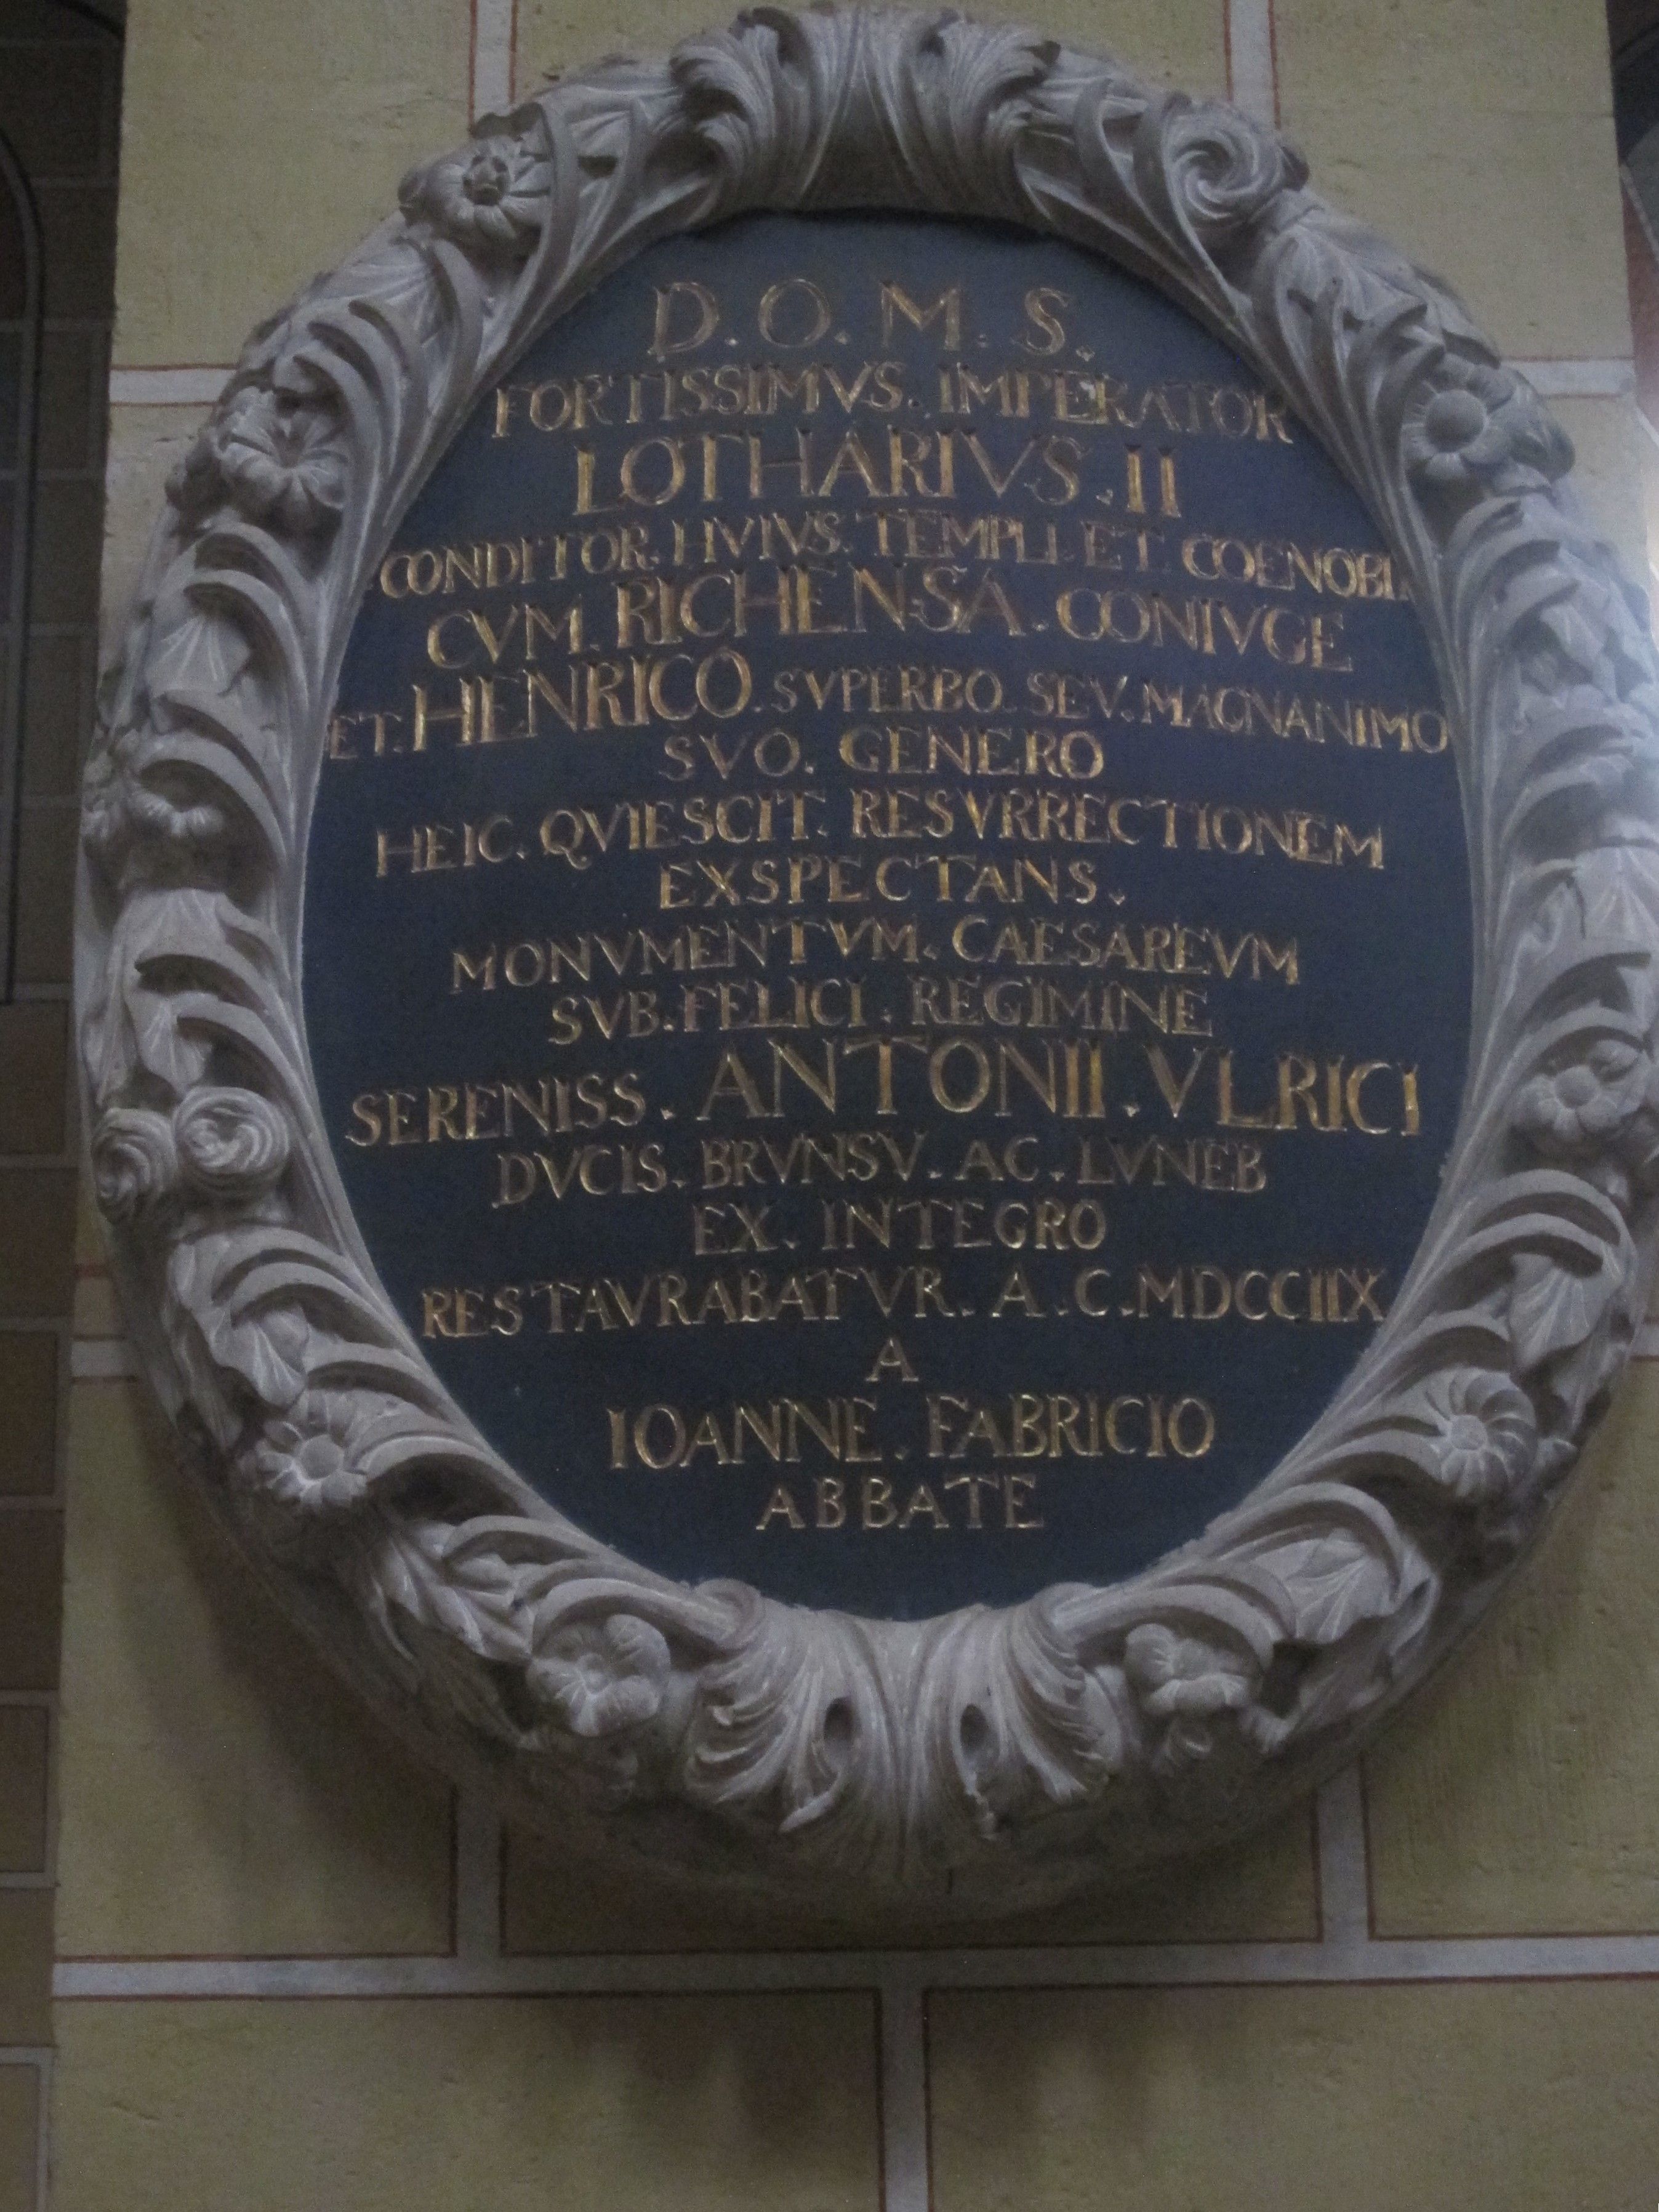 D.O.M.S.
FORTISSIMVS. IMPERATOR
LOTHARIVS. II
CONDITOR. HVIVS. TEMPLI. ET. COENOBI
CVM. RICHENSA. CONIVGE
ET. HENRICO. SVPERBO. SEV. MAGNANIMO
SVO. GENERO
HEIC. QVIESCIT. RESVRRECTIONEM
EXSPECTANS.
MONVMENTVM. CAESAREVM
SVB. FELICI. REGIMINE
SERENISS. ANTONII. VLRICI
DVCIS. BRVNSV. AC. LVNEB
EX. INTEGRO
RESTAVRABATVR. A. C. MDCCIIX
A
IOANNE. FABRICIO
ABBATE